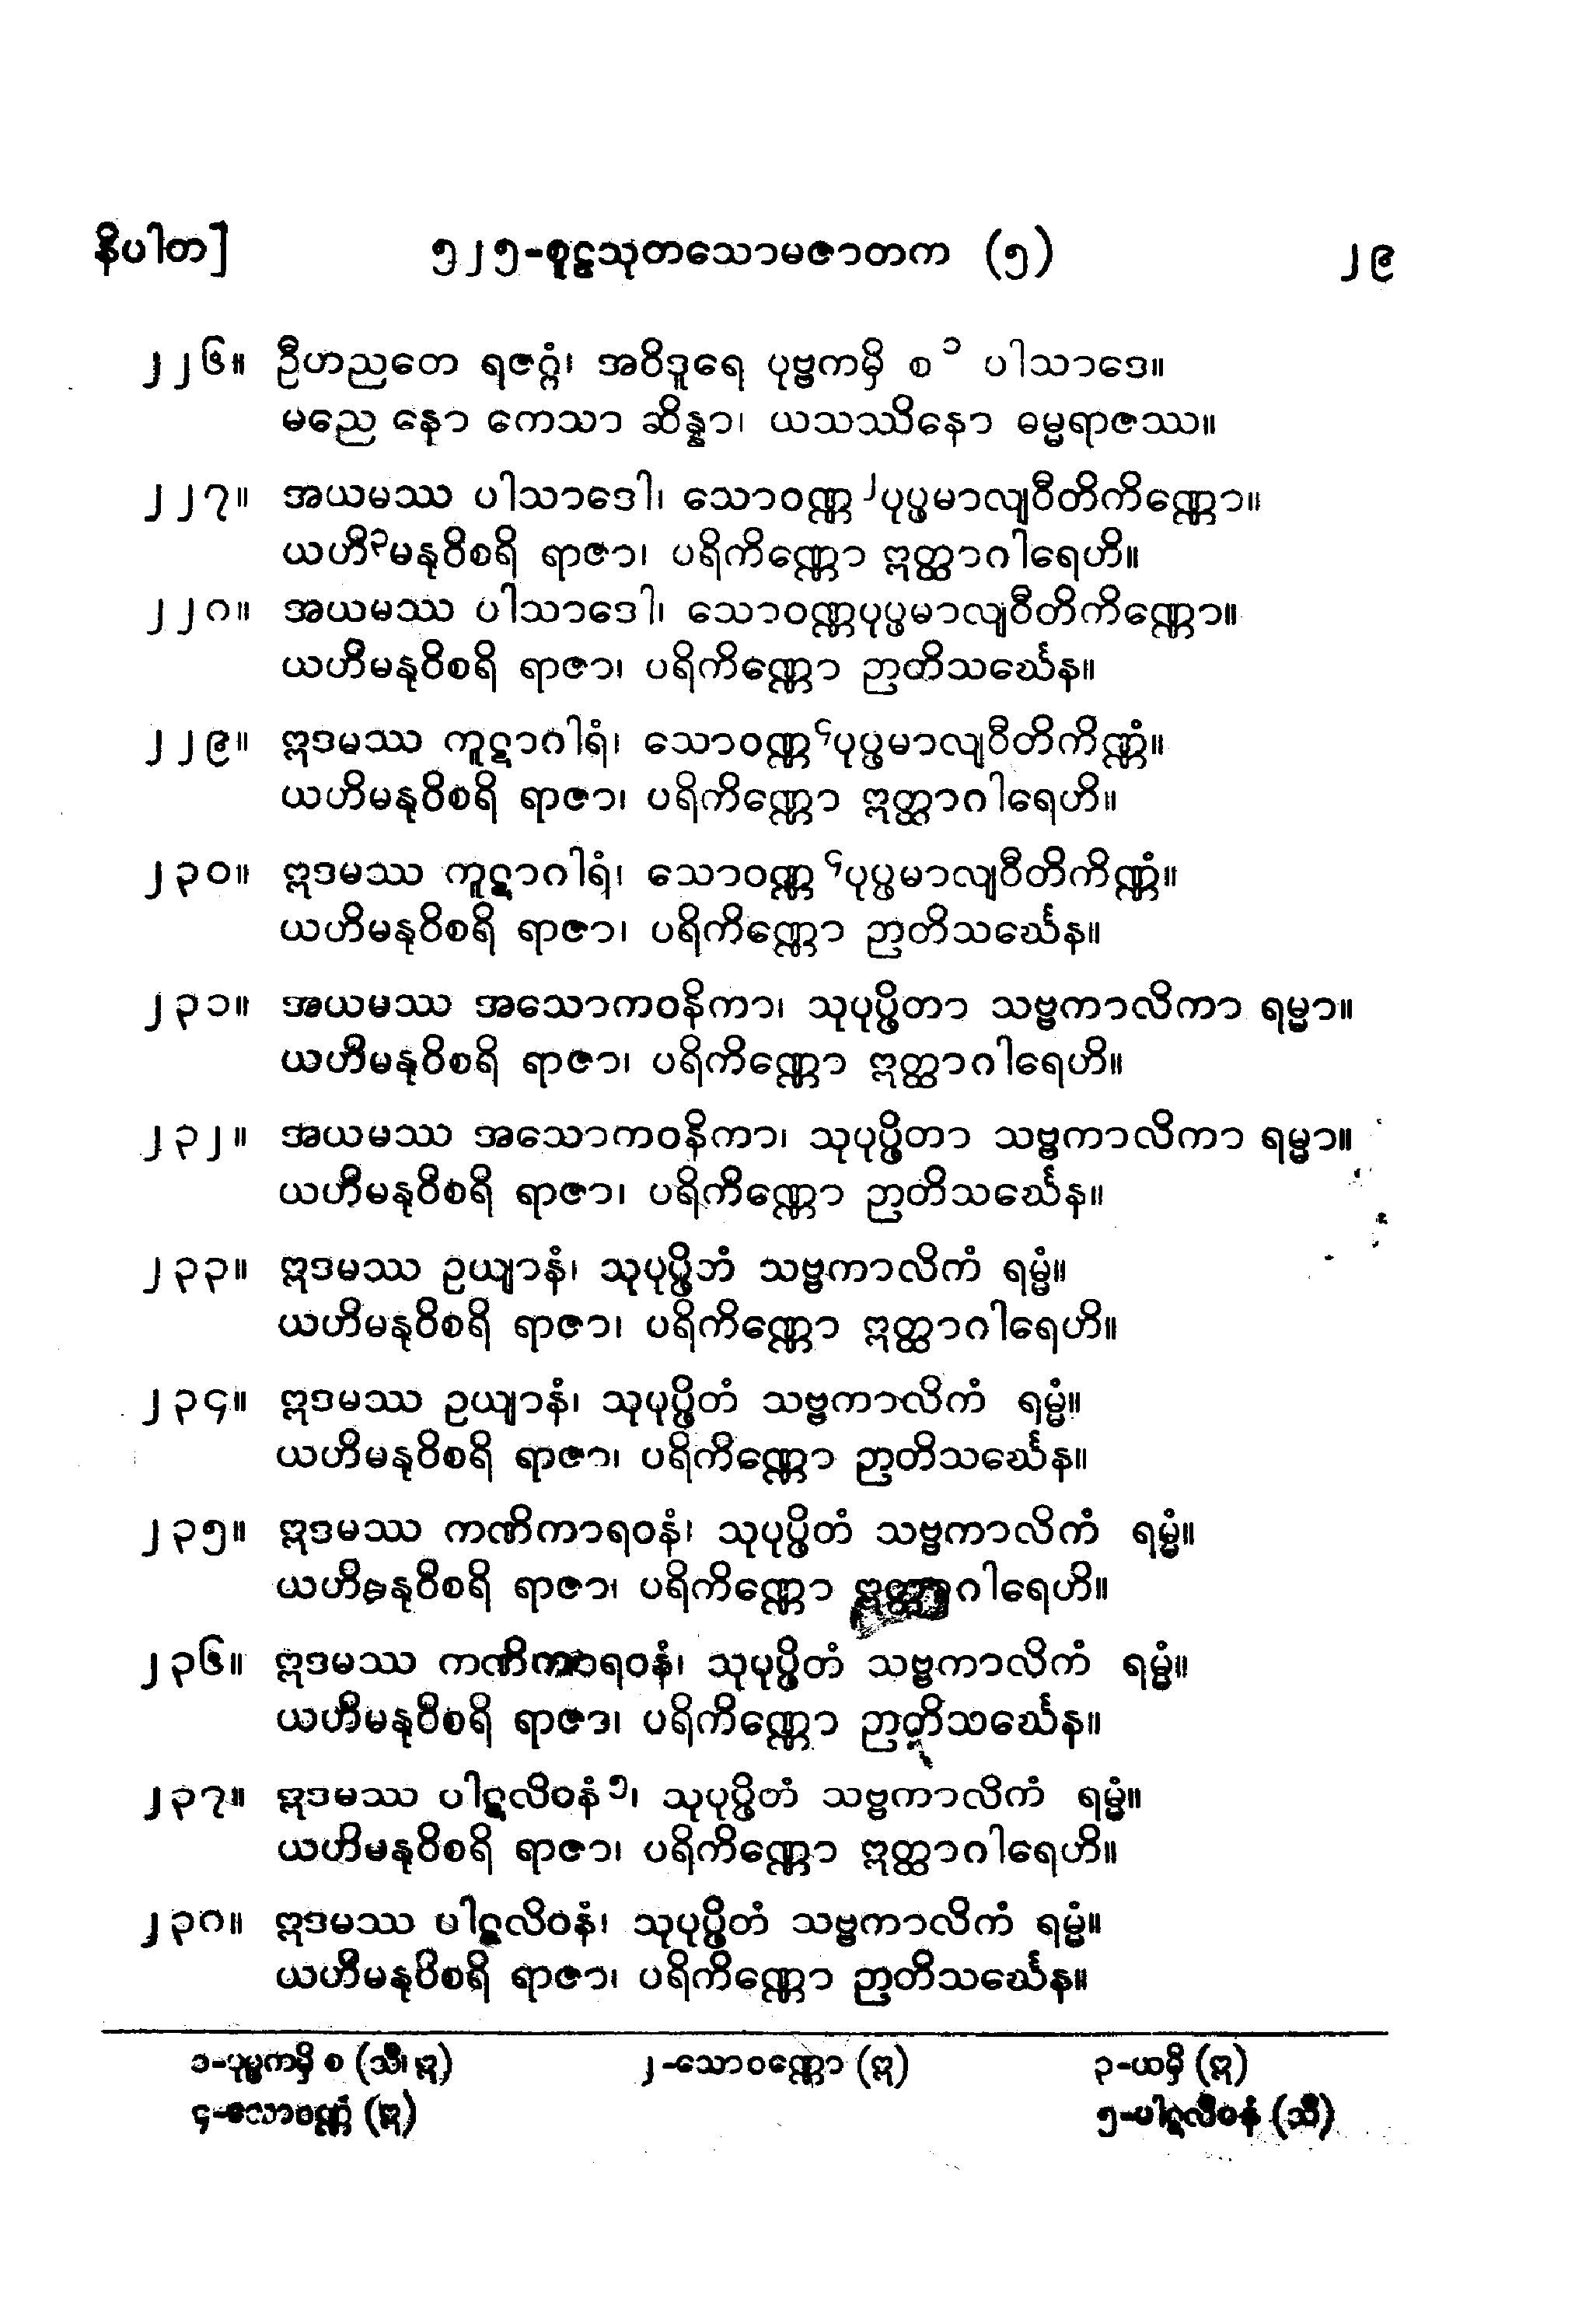 နိပါတ]
၅၂၅-စူဠသုတသောမဇာတက (၅)
၂၉
၂၂၆။ ဦဟညတေ ရဇဂ္ဂံ၊ အဝိဒူရေ ပုဗ္ဗကမှိ စ ၁ ပါသာဒေ။
မညေ နော ကေသာ ဆိန္နာ၊ ယသဿိနော ဓမ္မရာဇဿ။
၂၂၇။ အယမဿ ပါသာဒေါ၊ သောဝဏ္ဏ ၂ပုပ္ဖမာလျဝီတိကိဏ္ဏော။
ယဟိ ၃မနုဝိစရိ ရာဇာ၊ ပရိကိဏ္ဏော ဣတ္ထာဂါရေဟိ။
၂၂၈။ အယမဿ ပါသာဒေါ၊ သောဝဏ္ဏပုပ္ဖမာလျဝီတိကိဏ္ဏော။
ယဟိမနုဝိစရိ ရာဇာ၊ ပရိကိဏ္ဏော ဉာတိသင်္ဃေန။
၂၂၉။ ဣဒမဿ ကူဋာဂါရံ၊ သောဝဏ္ဏ ၄ပုပ္ဖမာလျဝီတိကိဏ္ဏံ။
ယဟိမနုဝိစရိ ရာဇာ၊ ပရိကိဏ္ဏော ဣတ္ထာဂါရေဟိ။
၂၃၀။ ဣဒမဿ ကူဋာဂါရံ၊ သောဝဏ္ဏ ၄ပုပ္ဖမာလျဝီတိကိဏ္ဏံ။
ယဟိမနုဝိစရိ ရာဇာ၊ ပရိကိဏ္ဏော ဉာတိသင်္ဃေန။
၂၃၁။ အယမဿ အသောကဝနိကာ၊ သုပုပ္ဖိတာ သဗ္ဗကာလိကာ ရမ္မာ။
ယဟိမနုဝိစရိ ရာဇာ၊ ပရိကိဏ္ဏော ဣတ္ထာဂါရေဟိ။
၂၃၂။ အယမဿ အသောကဝနိကာ၊ သုပုပ္ဖိတာ သဗ္ဗကာလိကာ ရမ္မာ။
ယဟိမနုဝိစရိ ရာဇာ၊ ပရိကိဏ္ဏော ဉာတိသင်္ဃေန။
၂၃၃။ ဣဒမဿ ဥယျာနံ၊ သုပုပ္ဖိတံ သဗ္ဗကာလိကံ ရမ္မံ။
ယဟိမနုဝိစရိ ရာဇာ၊ ပရိကိဏ္ဏော ဣတ္ထာဂါရေဟိ။
၂၃၄။ ဣဒမဿ ဥယျာနံ၊ သုပုပ္ဖိတံ သဗ္ဗကာလိကံ ရမ္မံ။
ယဟိမနုဝိစရိ ရာဇာ၊ ပရိကိဏ္ဏော ဉာတိသင်္ဃေန။
၂၃၅။ ဣဒမဿ ကဏိကာရဝနံ၊ သုပုပ္ဖိတံ သဗ္ဗကာလိကံ ရမ္မံ။
ယဟိမနုဝိစရိ ရာဇာ၊ ပရိကိဏ္ဏော ဣတ္ထာဂါရေဟိ။
၂၃၆။ ဣဒမဿ ကဏိကာရဝနံ၊ သုပုပ္ဖိတံ သဗ္ဗကာလိကံ ရမ္မံ။
ယဟိမနုဝိစရိ ရာဇာ၊ ပရိကိဏ္ဏော ဉာတိသင်္ဃေန။
၂၃၇။ ဣဒမဿ ပါဋလိဝနံ ၅၊ သုပုပ္ဖိတံ သဗ္ဗကာလိကံ ရမ္မံ။
ယဟိမနုဝိစရိ ရာဇာ၊ ပရိကိဏ္ဏော ဣတ္ထာဂါရေဟိ။
၂၃၈။ ဣဒမဿ ပါဋလိဝနံ၊ သုပုပ္ဖိတံ သဗ္ဗကာလိကံ ရမ္မံ။
ယဟိမနုဝိစရိ ရာဇာ၊ ပရိကိဏ္ဏော ဉာတိသင်္ဃေန။
၁-ပုမ္ပကမှိ စ (သီ၊ ဣ) ၂-သောဝဏ္ဏော (ဣ) ၃-ယမှိ (ဣ)
၄-သောဝဏ္ဏံ (ဣ) ၅-ပါဋလီဝနံ (သီ)